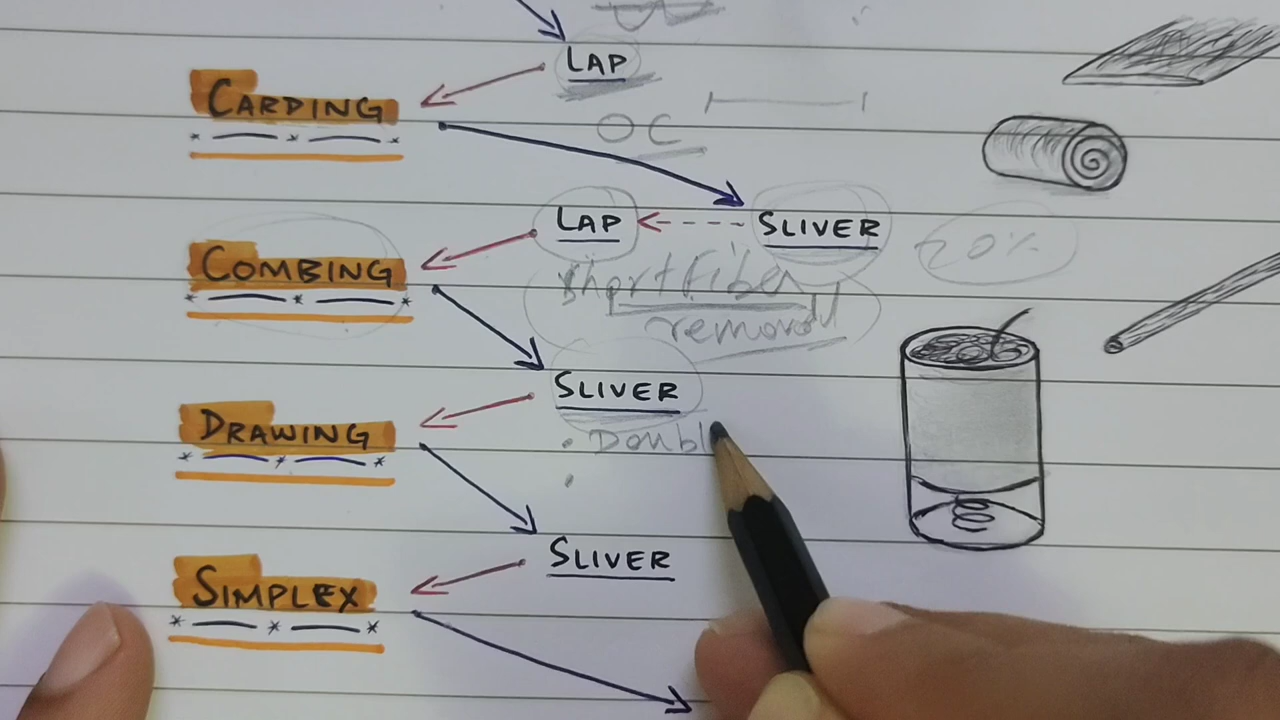 LAP
CARDING
OC
LAP SLIVER
20%
COMBING
short Fiber
removed
SLIVER
DRAWING
• Doubl
•
SLIVER
SIMPLEX